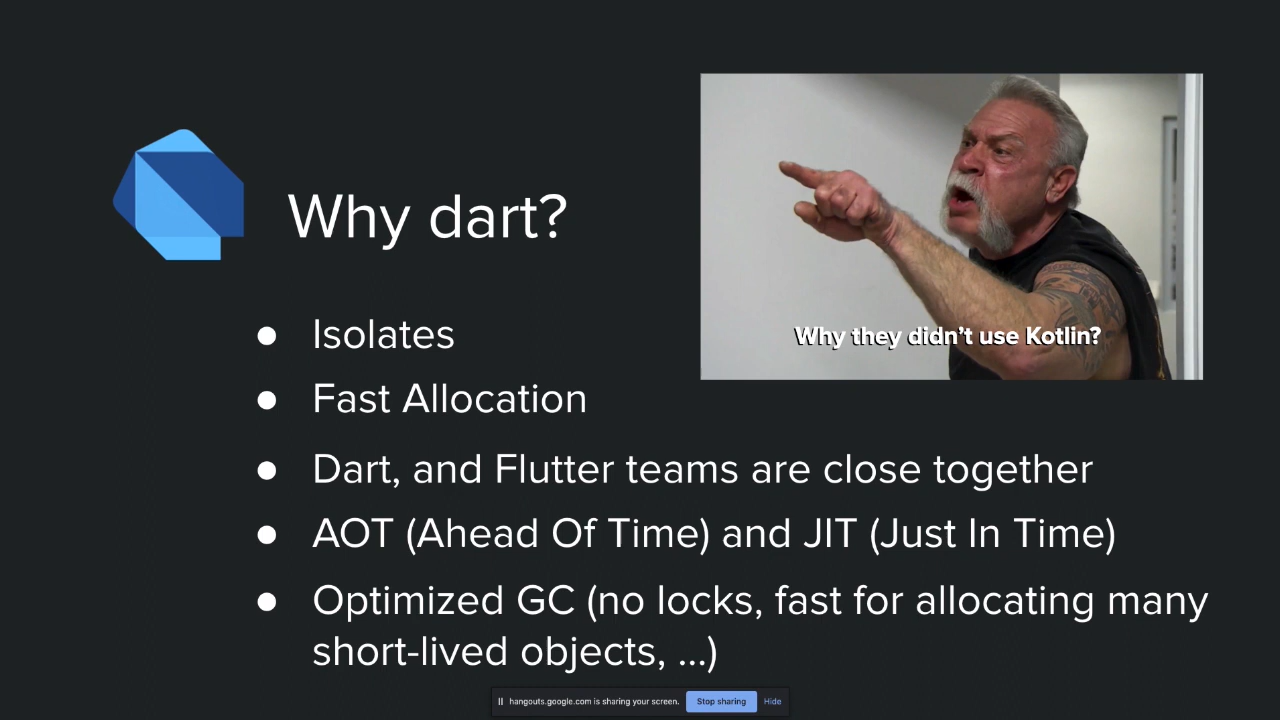 Why dart?
Why they didn't use Kotlin?
● Isolates
● Fast Allocation
● Dart, and Flutter teams are close together
● AOT (Ahead Of Time) and JIT (Just In Time)
● Optimized GC (no locks, fast for allocating many
short-lived objects, ...)
hangouts.google.com is sharing your screen. Stop sharing Hide